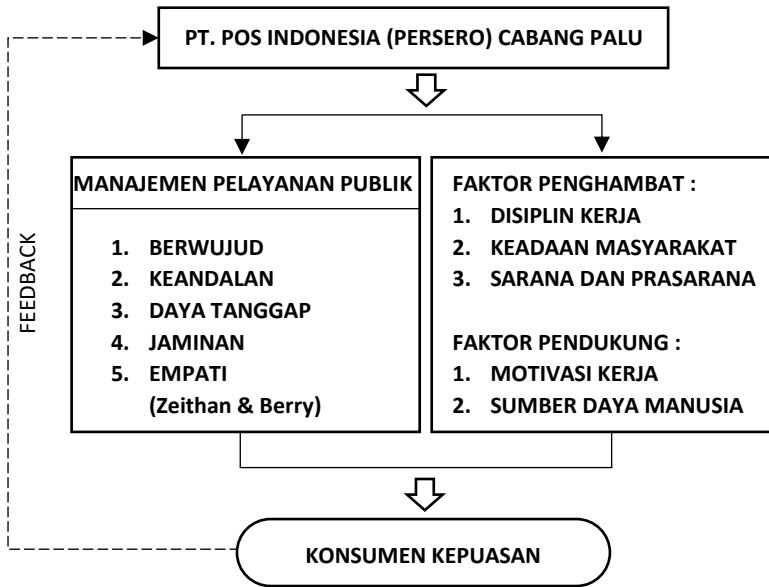 PT. POS INDONESIA (PERSERO) CABANG PALU
MANAJEMEN PELAYANAN PUBLIK
1. BERWUJUD
2. KEANDALAN
3. DAYA TANGGAP
4. JAMINAN
5. EMPATI
(Zeithan & Berry)
FAKTOR PENGHAMBAT :
1. DISIPLIN KERJA
2. KEADAAN MASYARAKAT
3. SARANA DAN PRASARANA
FAKTOR PENDUKUNG :
1. MOTIVASI KERJA
2. SUMBER DAYA MANUSIA
FEEDBACK
KONSUMEN KEPUASAN